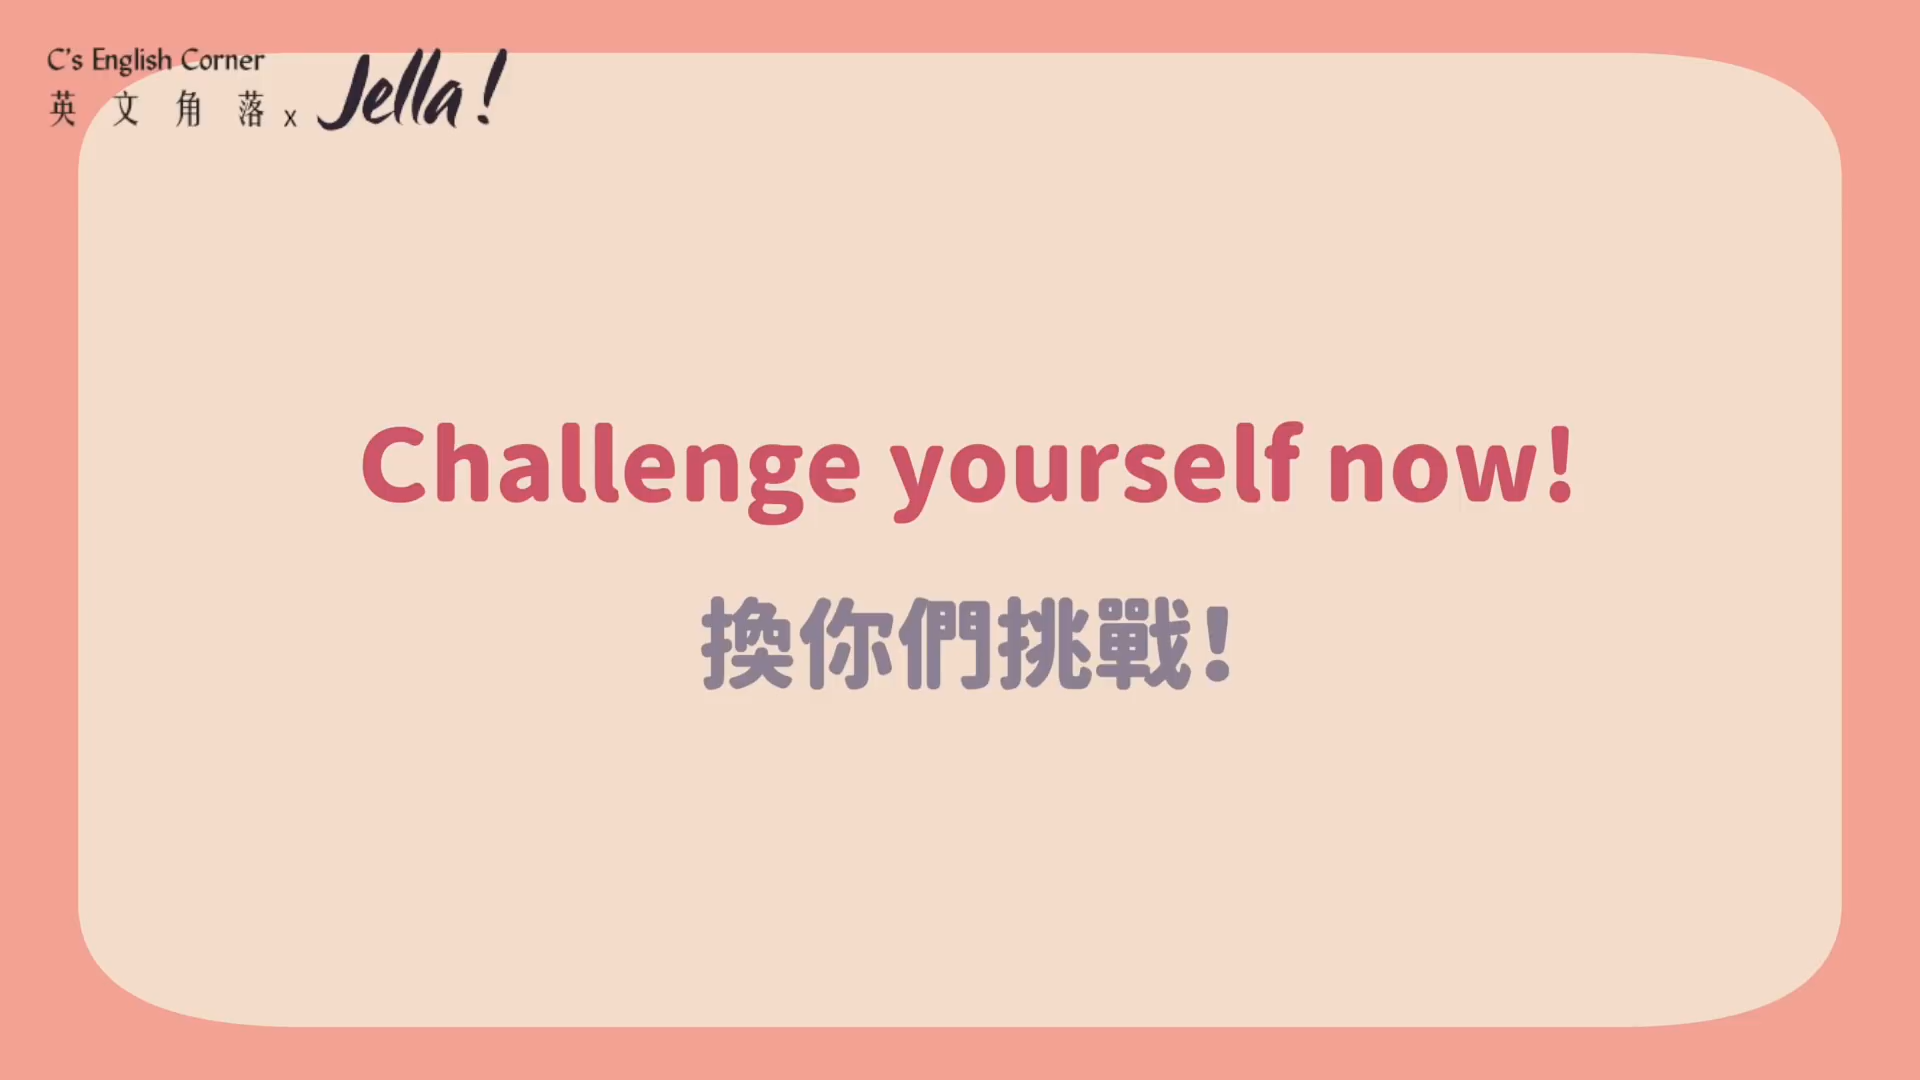 C's English Corner
英文角落 x Jella!
Challenge yourself now!
換你們挑戰!